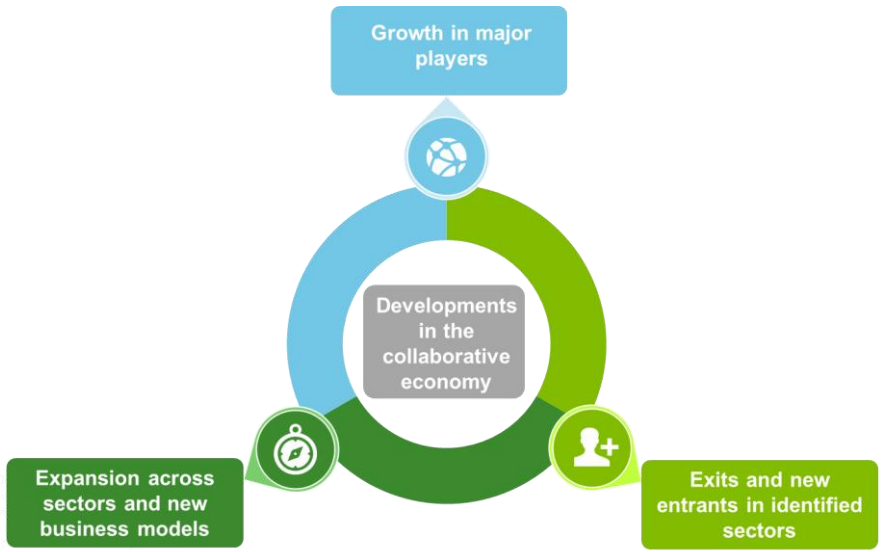 Growth in major
players
Developments
in the
collaborative
economy
Expansion across
sectors and new
business models
Exits and new
entrants in identified
sectors